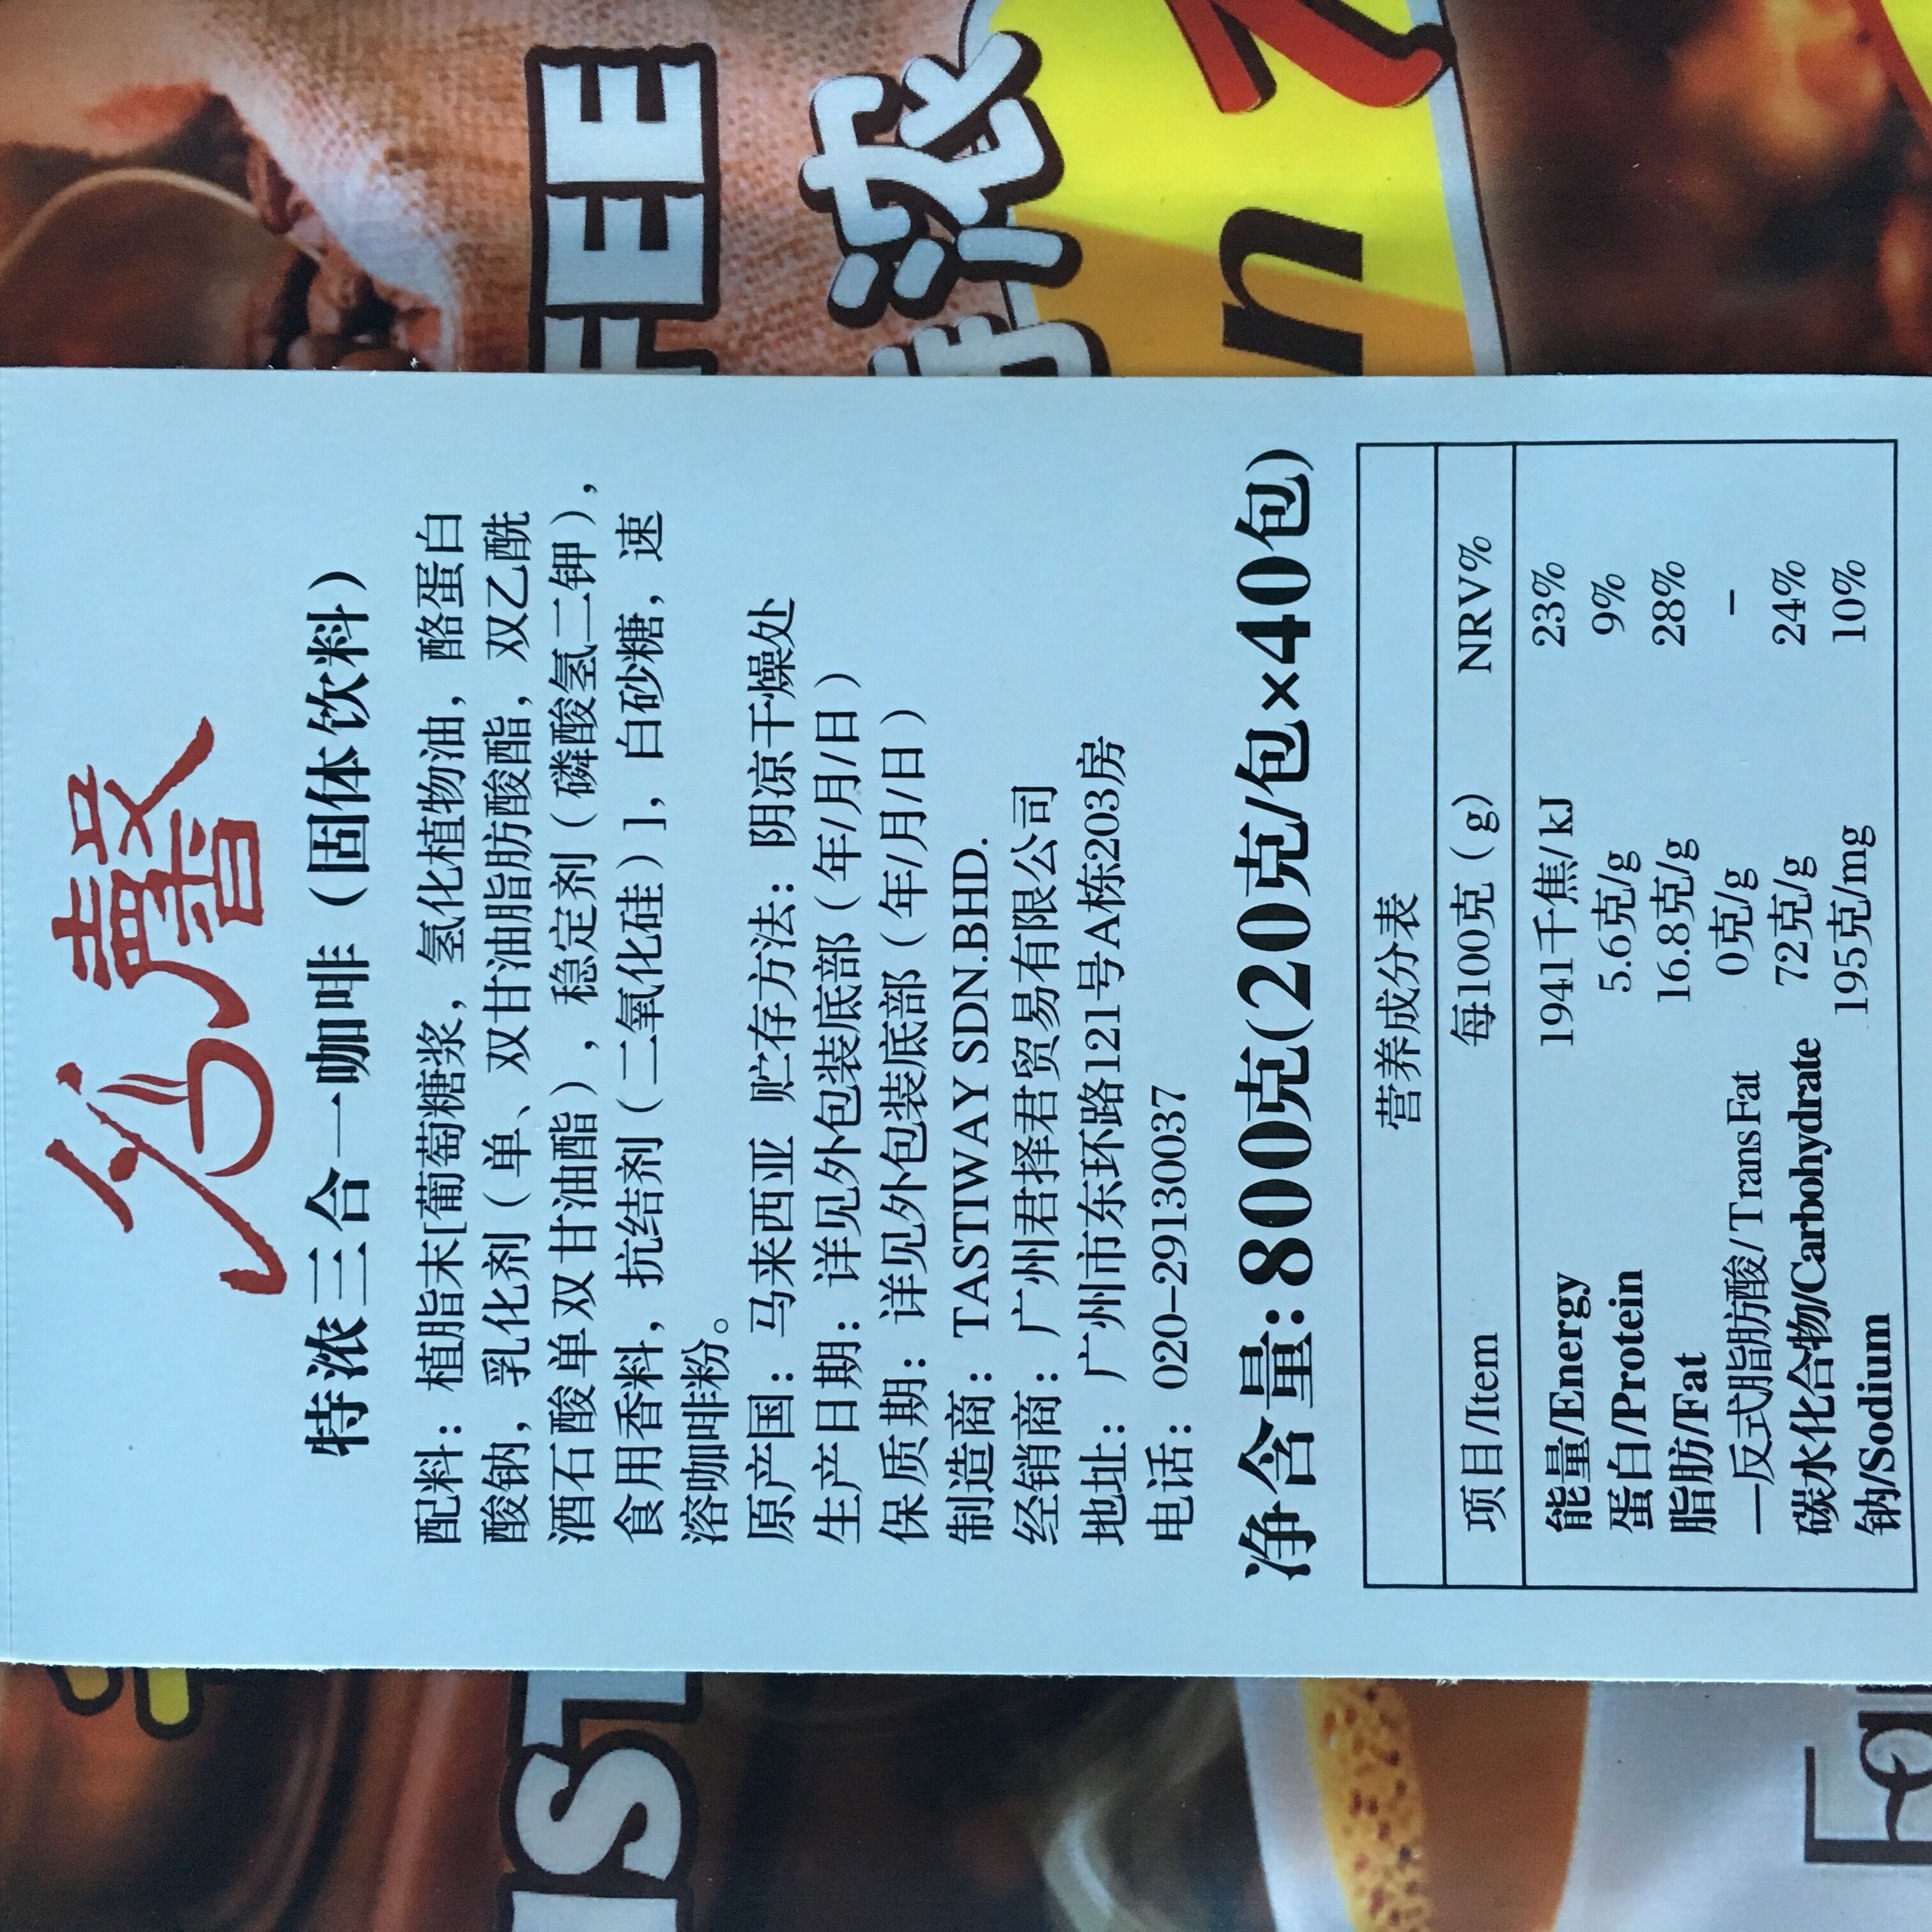 特浓三合一咖啡（固体饮料）
配料：植脂末[葡萄糖浆，氢化植物油，酪蛋白
酸钠，乳化剂（单、双甘油脂肪酸酯，双乙酰
酒石酸单双甘油酯），稳定剂（磷酸氢二钾），
食用香料，抗结剂（二氧化硅）]，白砂糖，速
溶咖啡粉。
原产国：马来西亚 贮存方法：阴凉干燥处
生产日期：详见外包装底部（年/月/日）
保质期：详见外包装底部（年/月/日）
制造商：TASTIWAY SDN.BHD.
经销商：广州君择君贸易有限公司
地址：广州市东环路121号A栋203房
电话：020-29130037
净含量:800克(20克/包×40包)
营养成分表
项目/Item 每100克（g） NRV%
能量/Energy 1941千焦/kJ 23%
蛋白/Protein 5.6克/g 9%
脂肪/Fat 16.8克/g 28%
—反式脂肪酸/Trans Fat 0克/g –
碳水化合物/Carbohydrate 72克/g 24%
钠/Sodium 195克/mg 10%
FEE
特浓
n